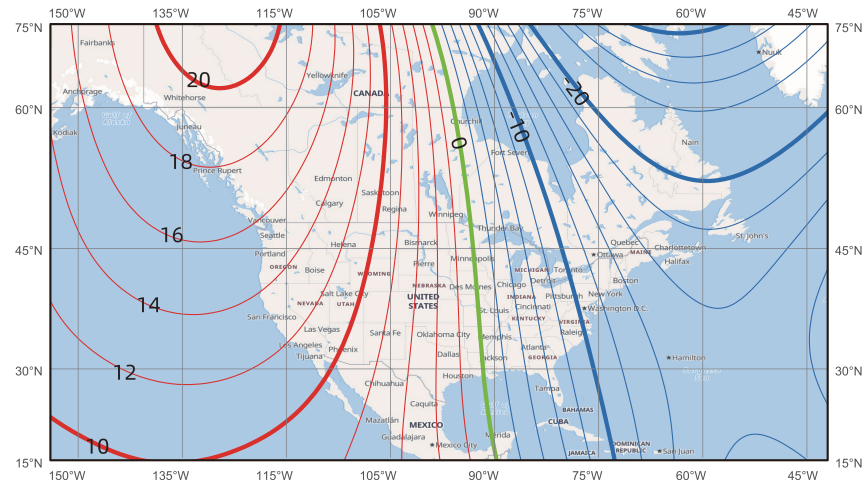 150°W 135°W 115°W 105°W 90°W 75°W 60°W 45°W
75°N 75°N
Fairbanks
Nuuk
20
Yellowknife
-20
Anchorage
CANADA
Whitehorse
60°N 60°N
Gulf of
Alaska
Churchill
Juneau
-10
Kodiak
0
Nain
Fort Severn
18
Prince Rupert
Edmonton
Saskatoon
Calgary
Regina
Winnipeg
Vancouver
16
Seattle
Thunder Bay
St. John's
Helena
Bismarck
Quebec
Charlottetown
45°N 45°N
Portland
Ottawa
MAINE
Minneapolis
Halifax
Pierre
OREGON
Boise
WYOMING
MICHIGAN
Toronto
Detroit
Boston
NEBRASKA
Des Moines
Chicago
Salt Lake City
UNITED
STATES
INDIANA
Pittsburgh
New York
14
NEVADA
UTAH
Cincinnati
Washington D.C.
St. Louis
San Francisco
KENTUCKY
VIRGINIA
Las Vegas
Raleigh
Santa Fe
Oklahoma City
Memphis
Los Angeles
Phoenix
Atlanta
Tijuana
Dallas
Jackson
GEORGIA
Hamilton
30°N 30°N
12
Houston
Chihuahua
Tampa
Caquita
BAHAMAS
Mazatlán
CUBA
MEXICO
Guadalajara
Mérida
10
Mexico City
DOMINICAN
REPUBLIC
San Juan
JAMAICA
15°N 15°N
150°W 135°W 115°W 105°W 90°W 75°W 60°W 45°W